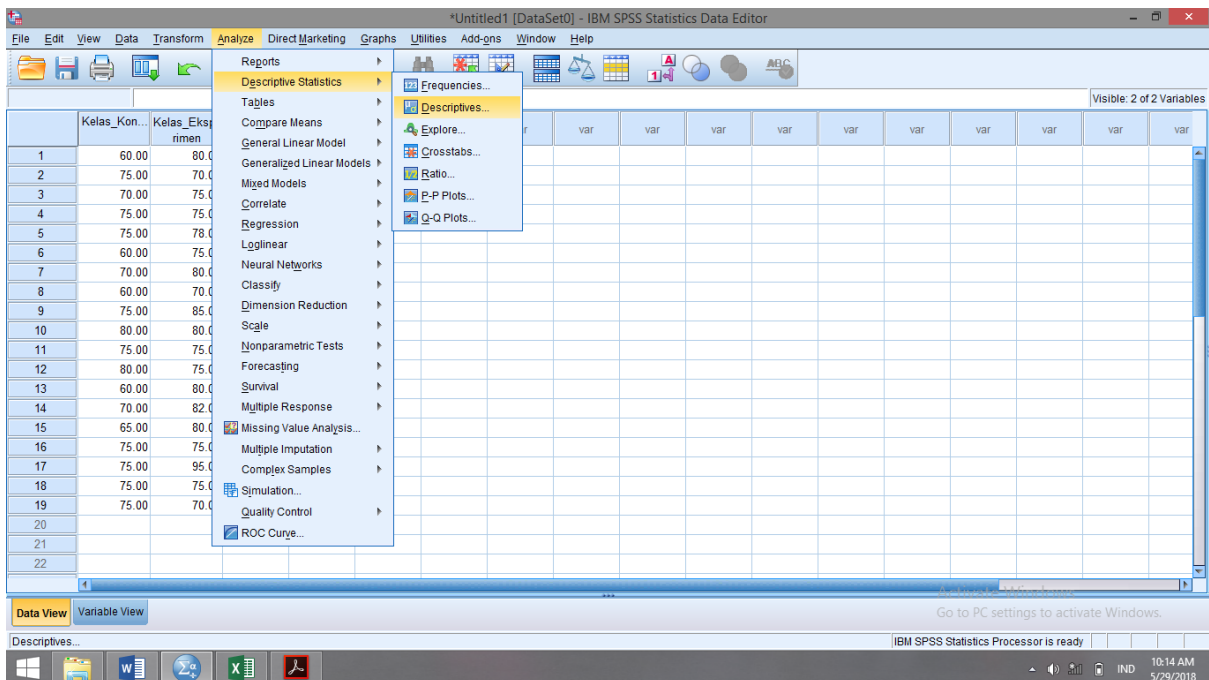 *Untitled1 [DataSet0] - IBM SPSS Statistics Data Editor
File Edit View Data Transform Analyze Direct Marketing Graphs Utilities Add-ons Window Help
Visible: 2 of 2 Variables
Reports
Descriptive Statistics
Tables
Compare Means
General Linear Model
Generalized Linear Models
Mixed Models
Correlate
Regression
Loglinear
Neural Networks
Classify
Dimension Reduction
Scale
Nonparametric Tests
Forecasting
Survival
Multiple Response
Missing Value Analysis...
Multiple Imputation
Complex Samples
Simulation...
Quality Control
ROC Curve...
Frequencies...
Descriptives...
Explore...
Crosstabs...
Ratio...
P-P Plots...
Q-Q Plots...
Kelas_Kon... Kelas_Eksp
rimen
var var var var var var var var var var
1 60.00 80.0
2 75.00 70.0
3 70.00 75.0
4 75.00 75.0
5 75.00 78.0
6 60.00 75.0
7 70.00 80.0
8 60.00 70.0
9 75.00 85.0
10 80.00 80.0
11 75.00 75.0
12 80.00 75.0
13 60.00 80.0
14 70.00 82.0
15 65.00 80.0
16 75.00 75.0
17 75.00 95.0
18 75.00 75.0
19 75.00 70.0
20
21
22
Data View Variable View
Activate Windows
Go to PC settings to activate Windows.
Descriptives...
IBM SPSS Statistics Processor is ready
IND
10:14 AM
5/29/2018